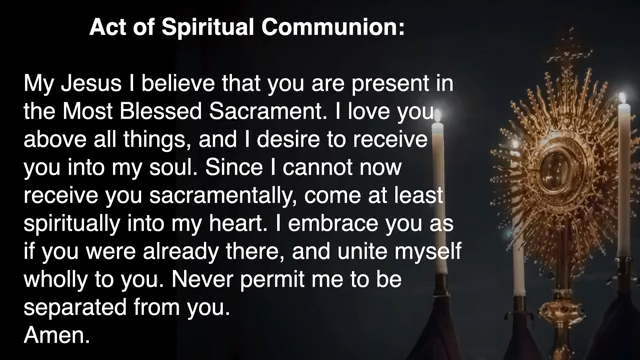 Act of Spiritual Communion:
My Jesus I believe that you are present in
the Most Blessed Sacrament. I love you
above all things, and I desire to receive
you into my soul. Since I cannot now
receive you sacramentally, come at least
spiritually into my heart. I embrace you as
if you were already there, and unite myself
wholly to you. Never permit me to be
separated from you.
Amen.